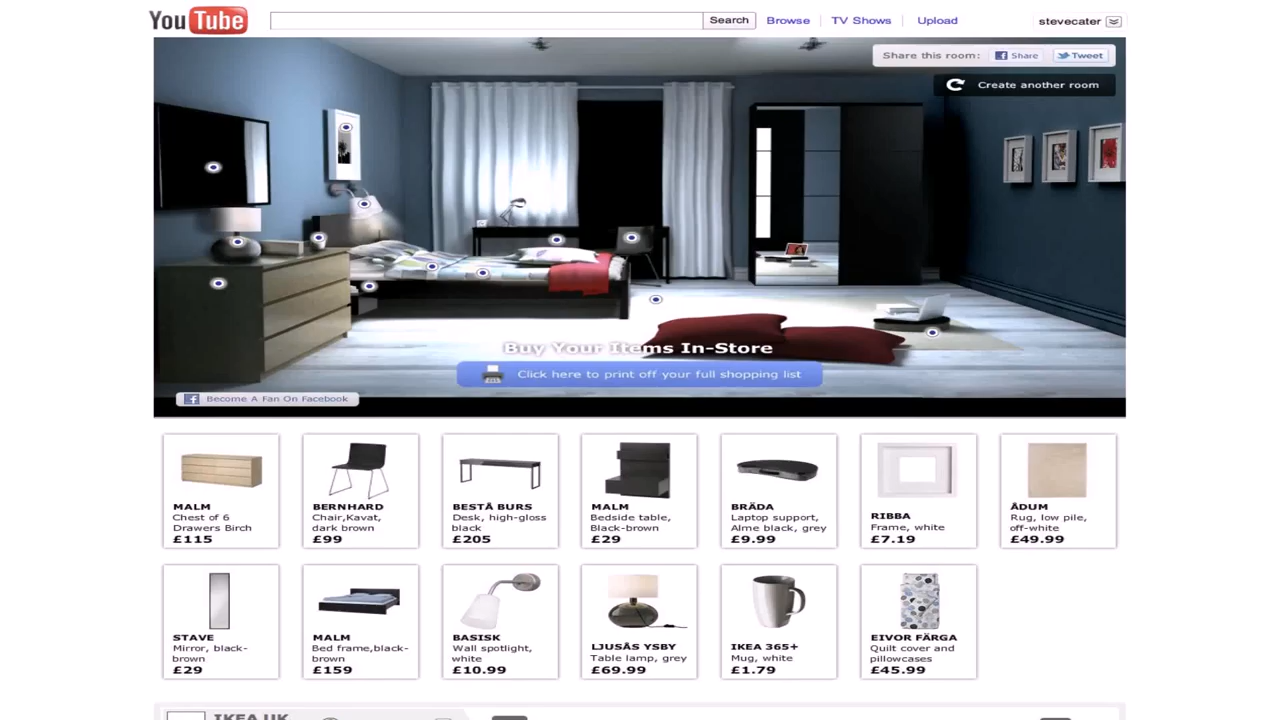 YouTube
Search
Browse
TV Shows
Upload
stevecater
Share this room:
Share
Tweet
Create another room
Buy Your Items In-Store
Click here to print off your full shopping list
Become A Fan On Facebook
MALM
Chest of 6
Drawers Birch
£115
BERNHARD
Chair,Kavat,
dark brown
£99
BESTÅ BURS
Desk, high-gloss
black
£205
MALM
Bedside table,
Black-brown
£29
BRÄDA
Laptop support,
Alme black, grey
£9.99
RIBBA
Frame, white
£7.19
ÅDUM
Rug, low pile,
off-white
£49.99
STAVE
Mirror, black-
brown
£29
MALM
Bed frame,black-
brown
£159
BASISK
Wall spotlight,
white
£10.99
LJUSÅS YSBY
Table lamp, grey
£69.99
IKEA 365+
Mug, white
£1.79
EIVOR FÄRGA
Quilt cover and
pillowcases
£45.99
IKEA UK